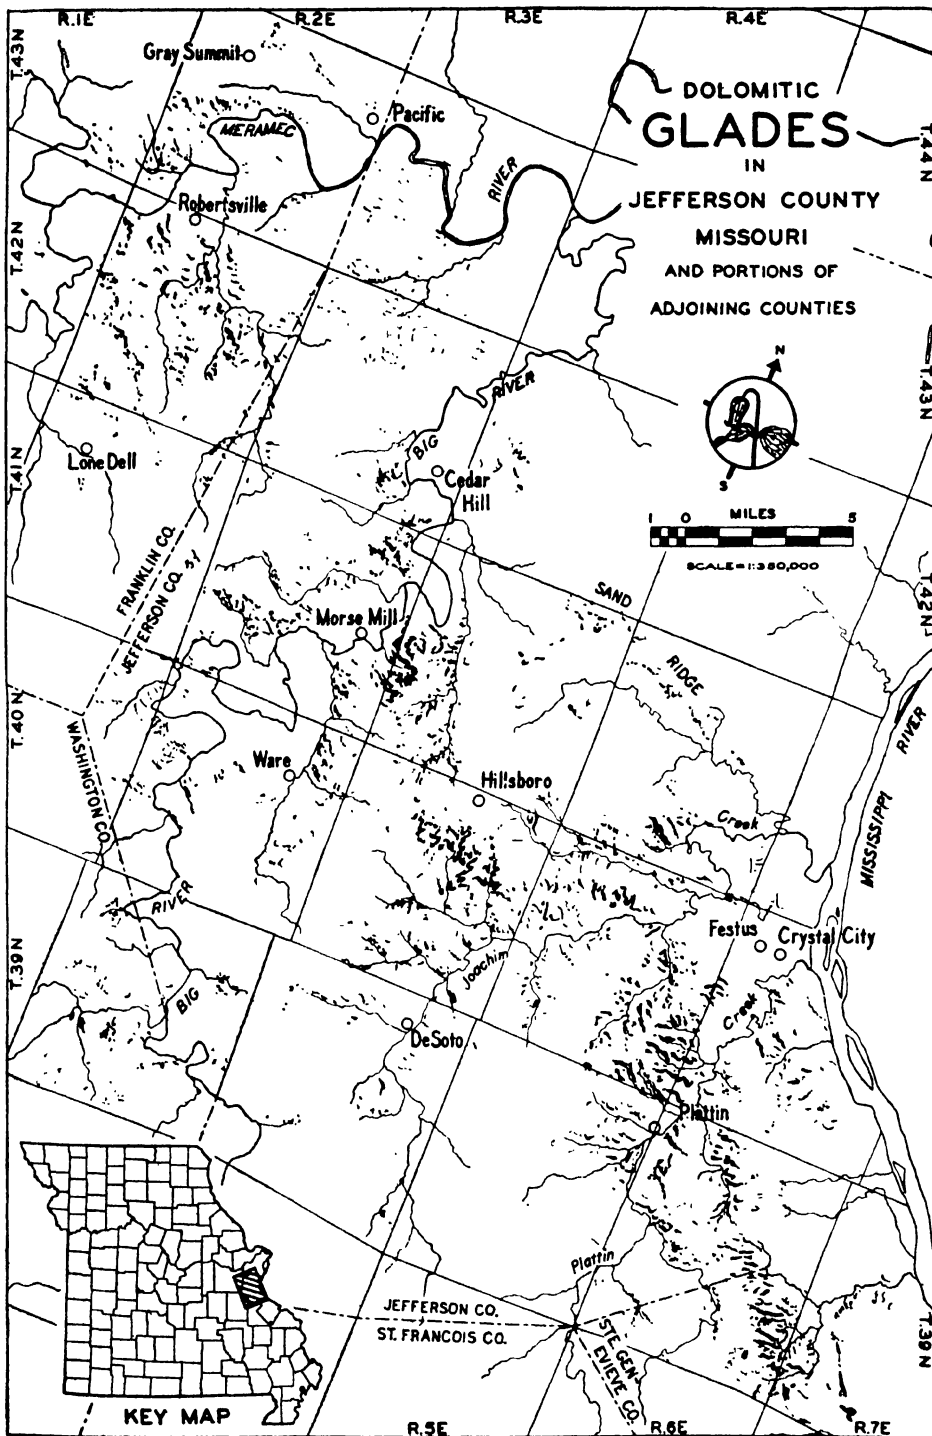 R.1E
R.2E
R.3E
R.4E
T.43N
Gray Summit
Pacific
MERAMEC
RIVER
DOLOMITIC
GLADES
IN
JEFFERSON COUNTY
MISSOURI
AND PORTIONS OF
ADJOINING COUNTIES
T.44N
Robertsville
T.42N
N
S
T.43N
RIVER
BIG
Lone Dell
T.41N
Cedar
Hill
1 0 MILES 5
SCALE=1:380,000
FRANKLIN CO.
JEFFERSON CO.
SAND
RIDGE
T.42N
Morse Mill
T.40N
WASHINGTON CO.
Ware
Hillsboro
Creek
MISSISSIPPI
RIVER
RIVER
BIG
Festus
Crystal City
Joachim
Creek
T.39N
DeSoto
Plattin
Plattin
JEFFERSON CO.
ST. FRANCOIS CO.
STE GEN-
EVIEVE CO.
T.39N
KEY MAP
R.5E
R.6E
R.7E